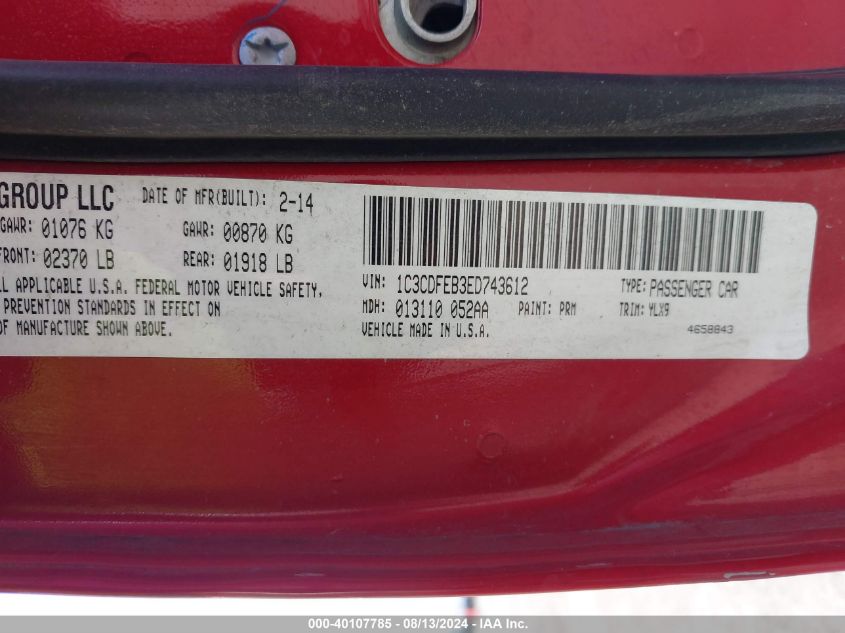 GROUP LLC DATE OF MFR(BUILT): 2-14
GAWR: 01076 KG GAWR: 00870 KG
FRONT: 02370 LB REAR: 01918 LB
LL APPLICABLE U.S.A. FEDERAL MOTOR VEHICLE SAFETY,
PREVENTION STANDARDS IN EFFECT ON
OF MANUFACTURE SHOWN ABOVE.
VIN: 1C3CDFEB3ED743612 TYPE: PASSENGER CAR
MDH: 013110 052AA PAINT: PRM TRIM: YLX9
VEHICLE MADE IN U.S.A. 4658843
000-40107785 - 08/13/2024 - IAA Inc.